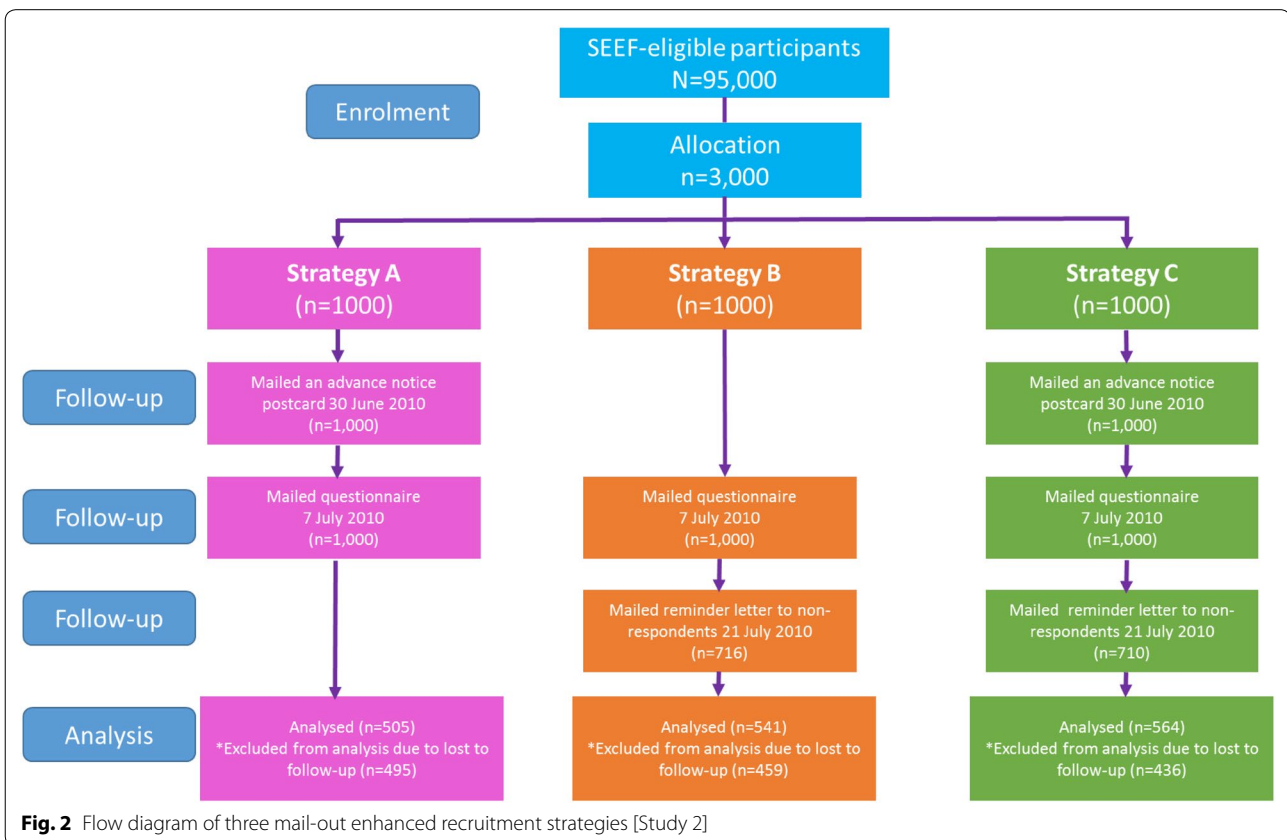 SEEF-eligible participants
N=95,000
Enrolment
Allocation
n=3,000
Strategy A
(n=1000)
Strategy B
(n=1000)
Strategy C
(n=1000)
Follow-up
Mailed an advance notice
postcard 30 June 2010
(n=1,000)
Mailed an advance notice
postcard 30 June 2010
(n=1,000)
Follow-up
Mailed questionnaire
7 July 2010
(n=1,000)
Mailed questionnaire
7 July 2010
(n=1,000)
Mailed questionnaire
7 July 2010
(n=1,000)
Follow-up
Mailed reminder letter to non-
respondents 21 July 2010
(n=716)
Mailed  reminder letter to non-
respondents 21 July 2010
(n=710)
Analysis
Analysed (n=505)
*Excluded from analysis due to lost to
follow-up (n=495)
Analysed (n=541)
*Excluded from analysis due to lost to
follow-up (n=459)
Analysed (n=564)
*Excluded from analysis due to lost to
follow-up (n=436)
Fig. 2 Flow diagram of three mail-out enhanced recruitment strategies [Study 2]